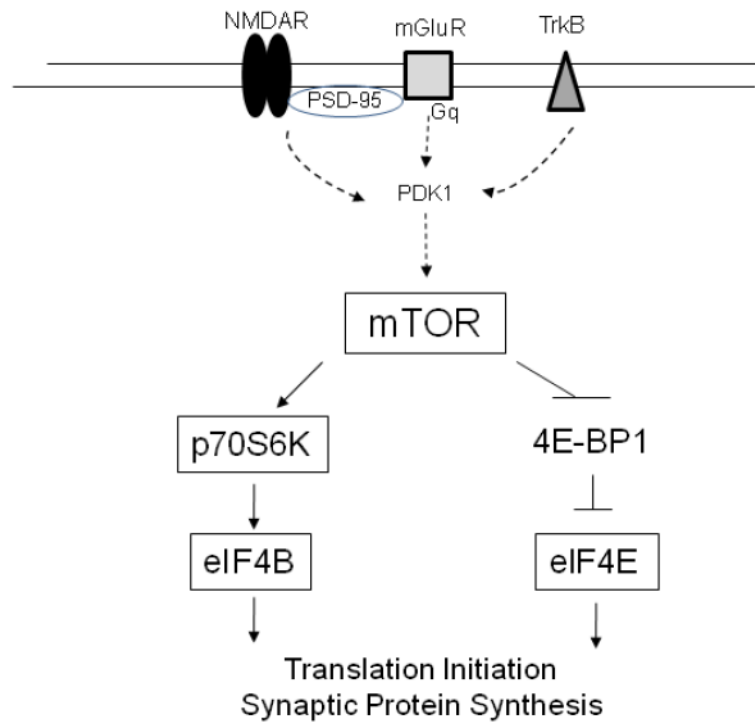 NMDAR
mGluR
TrkB
PSD-95
Gq
PDK1
mTOR
p70S6K
4E-BP1
eIF4B
eIF4E
Translation Initiation
Synaptic Protein Synthesis